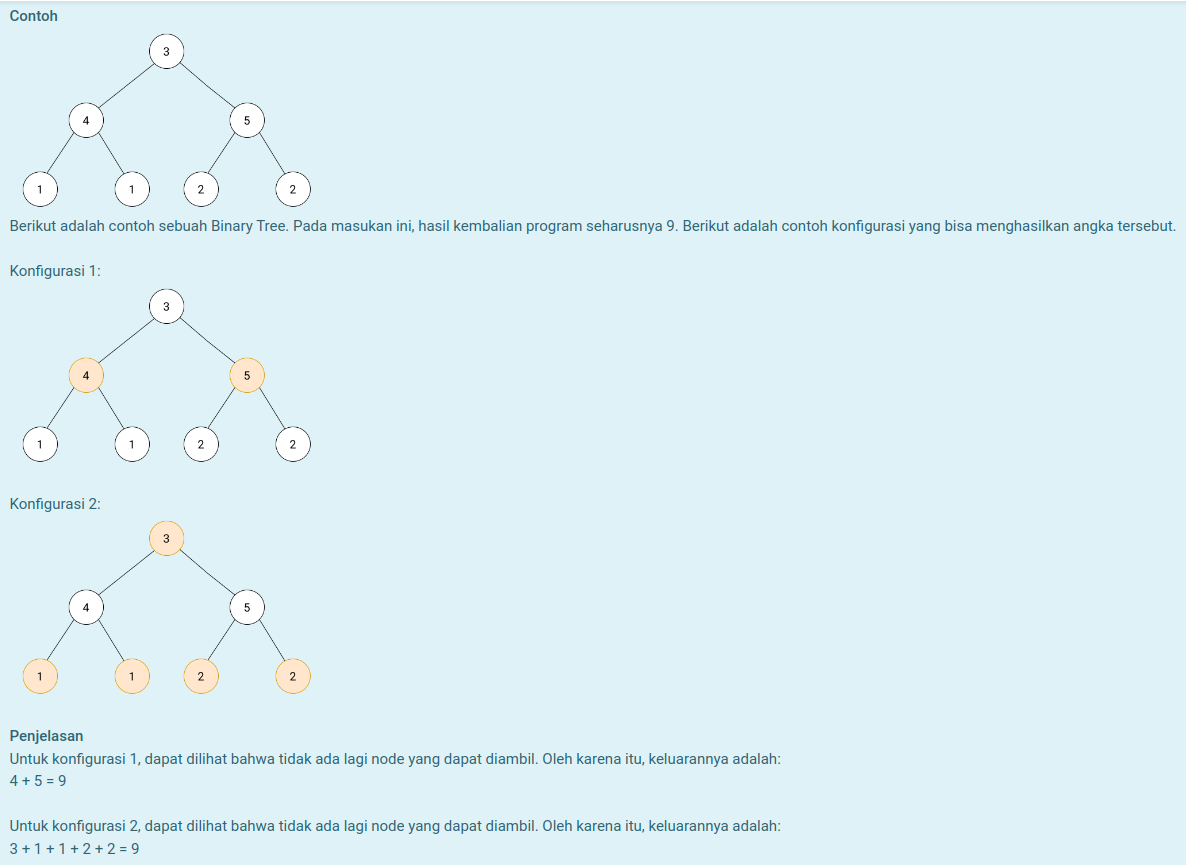 Contoh
3
4 5
1 1 2 2
Berikut adalah contoh sebuah Binary Tree. Pada masukan ini, hasil kembalian program seharusnya 9. Berikut adalah contoh konfigurasi yang bisa menghasilkan angka tersebut.
Konfigurasi 1:
3
4 5
1 1 2 2
Konfigurasi 2:
3
4 5
1 1 2 2
Penjelasan
Untuk konfigurasi 1, dapat dilihat bahwa tidak ada lagi node yang dapat diambil. Oleh karena itu, keluarannya adalah:
4 + 5 = 9
Untuk konfigurasi 2, dapat dilihat bahwa tidak ada lagi node yang dapat diambil. Oleh karena itu, keluarannya adalah:
3 + 1 + 1 + 2 + 2 = 9